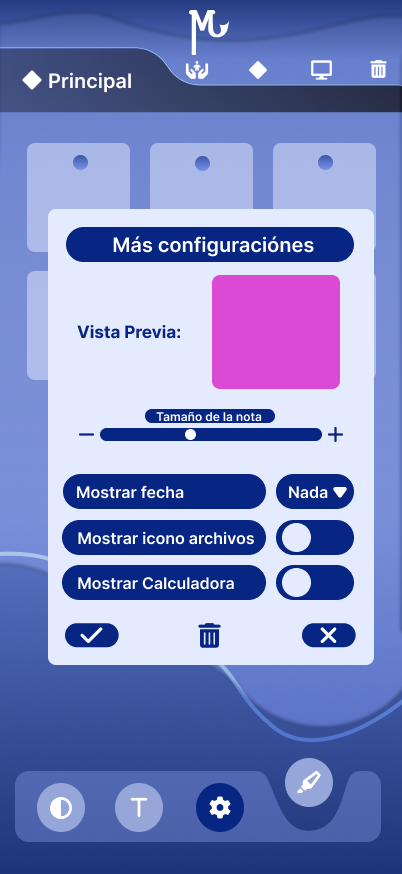 M
Principal
Más configuraciónes
Vista Previa:
Tamaño de la nota
Mostrar fecha
Nada
Mostrar icono archivos
Mostrar Calculadora
T